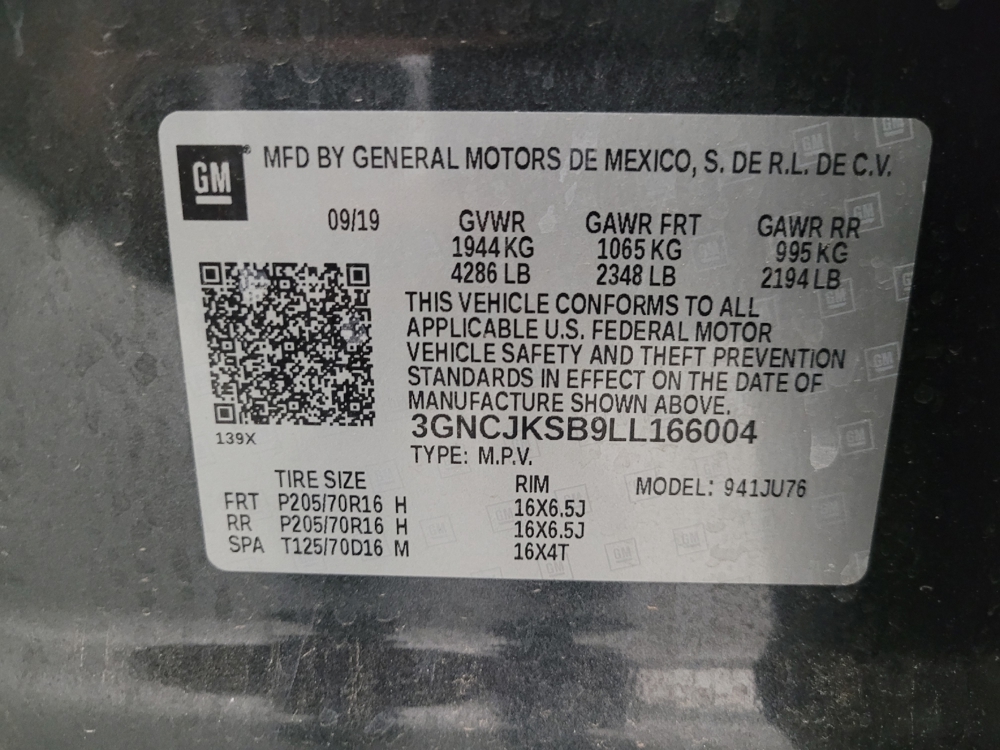 GM
MFD BY GENERAL MOTORS DE MEXICO, S. DE R.L. DE C.V.
09/19 GVWR GAWR FRT GAWR RR
1944 KG 1065 KG 995 KG
4286 LB 2348 LB 2194 LB
THIS VEHICLE CONFORMS TO ALL
APPLICABLE U.S. FEDERAL MOTOR
VEHICLE SAFETY AND THEFT PREVENTION
STANDARDS IN EFFECT ON THE DATE OF
MANUFACTURE SHOWN ABOVE.
3GNCJKSB9LL166004
139X
TYPE: M.P.V.
TIRE SIZE RIM MODEL: 941JU76
FRT P205/70R16 H 16X6.5J
RR P205/70R16 H 16X6.5J
SPA T125/70D16 M 16X4T